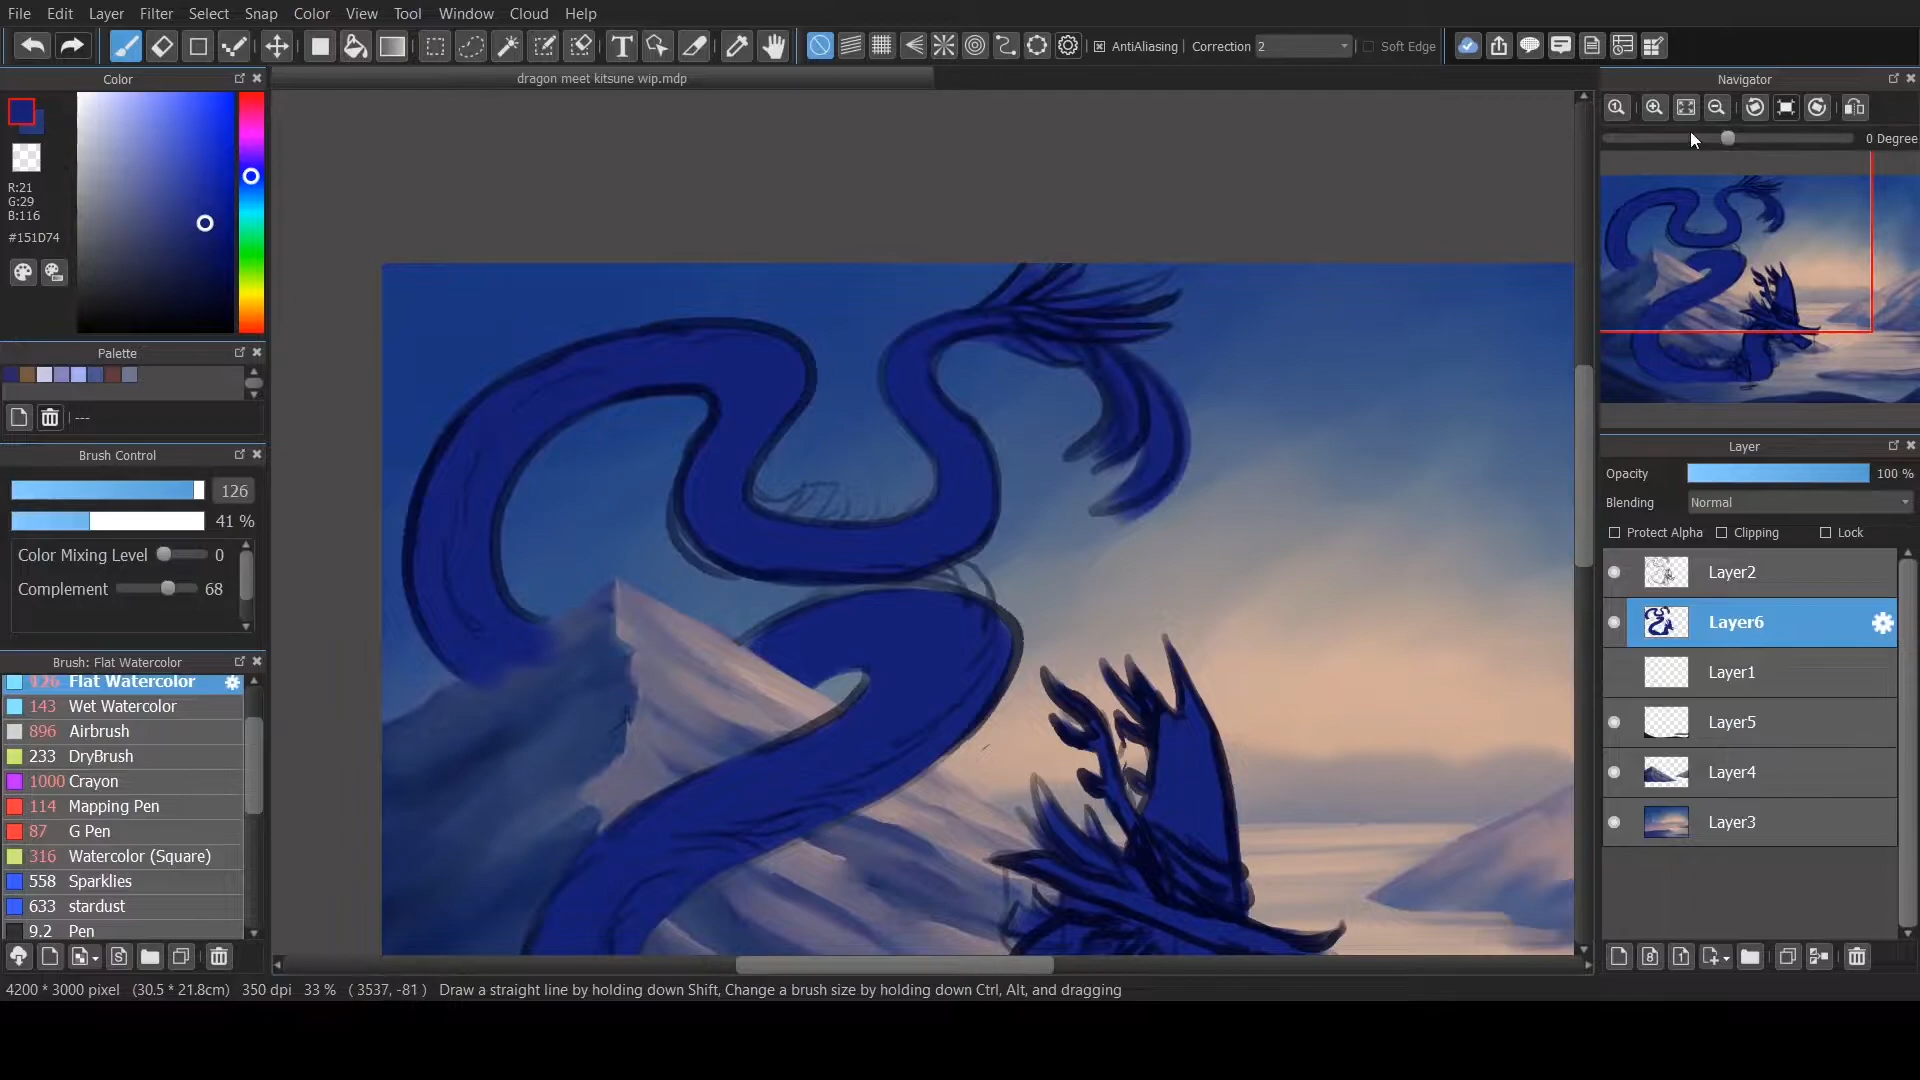 File Edit Layer Filter Select Snap Color View Tool Window Cloud Help
AntiAliasing Correction 2 Soft Edge
Color
dragon meet kitsune wip.mdp
Navigator
0 Degree
R:21
G:29
B:116
#151D74
Palette
---
Brush Control
126
41 %
Color Mixing Level 0
Complement 68
Brush: Flat Watercolor
126 Flat Watercolor
143 Wet Watercolor
896 Airbrush
233 DryBrush
1000 Crayon
114 Mapping Pen
87 G Pen
316 Watercolor (Square)
558 Sparklies
633 stardust
9.2 Pen
Layer
Opacity 100 %
Blending Normal
Protect Alpha Clipping Lock
Layer2
Layer6
Layer1
Layer5
Layer4
Layer3
4200 * 3000 pixel (30.5 * 21.8cm) 350 dpi 33 % ( 3537, -81 ) Draw a straight line by holding down Shift, Change a brush size by holding down Ctrl, Alt, and dragging